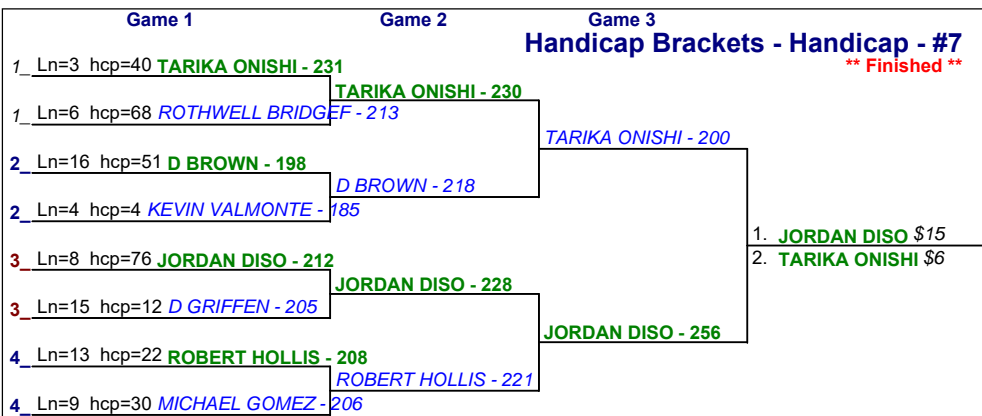 Game 1 Game 2 Game 3
Handicap Brackets - Handicap - #7
** Finished **
1_ Ln=3 hcp=40 TARIKA ONISHI - 231
TARIKA ONISHI - 230
1_ Ln=6 hcp=68 ROTHWELL BRIDGEF - 213
TARIKA ONISHI - 200
2_ Ln=16 hcp=51 D BROWN - 198
D BROWN - 218
2_ Ln=4 hcp=4 KEVIN VALMONTE - 185
1. JORDAN DISO $15
2. TARIKA ONISHI $6
3_ Ln=8 hcp=76 JORDAN DISO - 212
JORDAN DISO - 228
3_ Ln=15 hcp=12 D GRIFFEN - 205
JORDAN DISO - 256
4_ Ln=13 hcp=22 ROBERT HOLLIS - 208
ROBERT HOLLIS - 221
4_ Ln=9 hcp=30 MICHAEL GOMEZ - 206